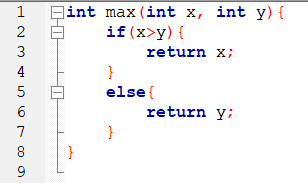 1 int max(int x, int y){
2 if(x>y){
3 return x;
4 }
5 else{
6 return y;
7 }
8 }
9